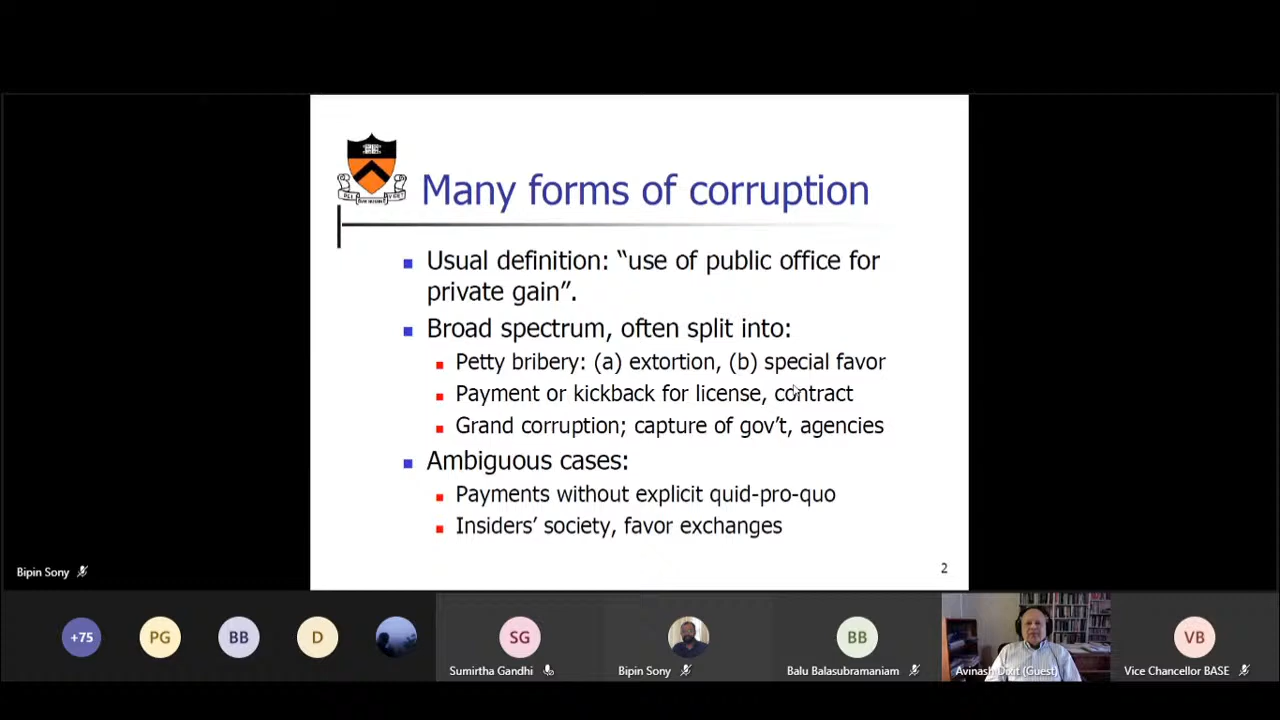 Many forms of corruption
Usual definition: “use of public office for
private gain”.
Broad spectrum, often split into:
Petty bribery: (a) extortion, (b) special favor
Payment or kickback for license, contract
Grand corruption; capture of gov’t, agencies
Ambiguous cases:
Payments without explicit quid-pro-quo
Insiders’ society, favor exchanges
2
Bipin Sony
+75
PG
BB
D
SG
BB
VB
Sumirtha Gandhi
Bipin Sony
Balu Balasubramaniam
Avinash Dixit (Guest)
Vice Chancellor BASE